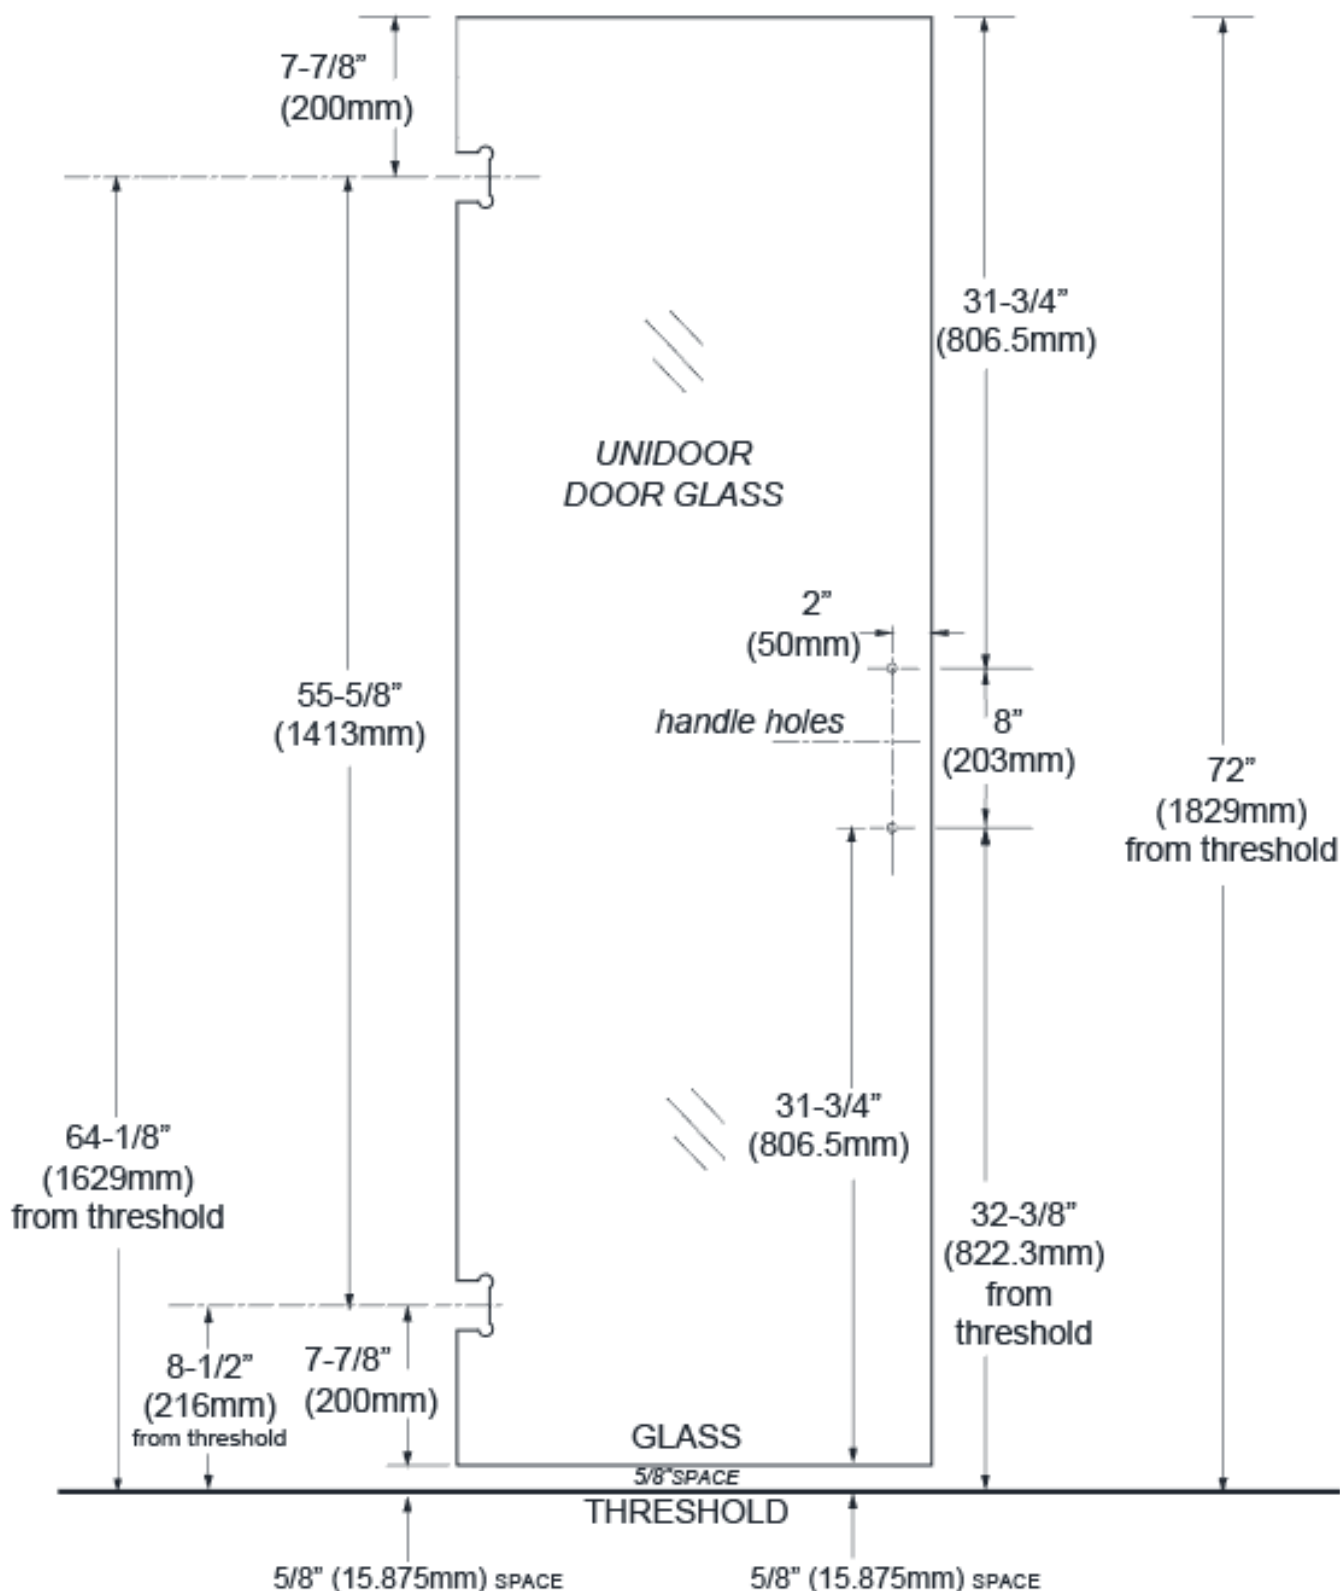 7-7/8”
(200mm)
31-3/4”
(806.5mm)
UNIDOOR
DOOR GLASS
2”
(50mm)
55-5/8”
(1413mm)
handle holes
8”
(203mm)
72”
(1829mm)
from threshold
31-3/4”
(806.5mm)
64-1/8”
(1629mm)
from threshold
32-3/8”
(822.3mm)
from
threshold
8-1/2”
(216mm)
from threshold
7-7/8”
(200mm)
GLASS
5/8"SPACE
THRESHOLD
5/8” (15.875mm) SPACE
5/8” (15.875mm) SPACE